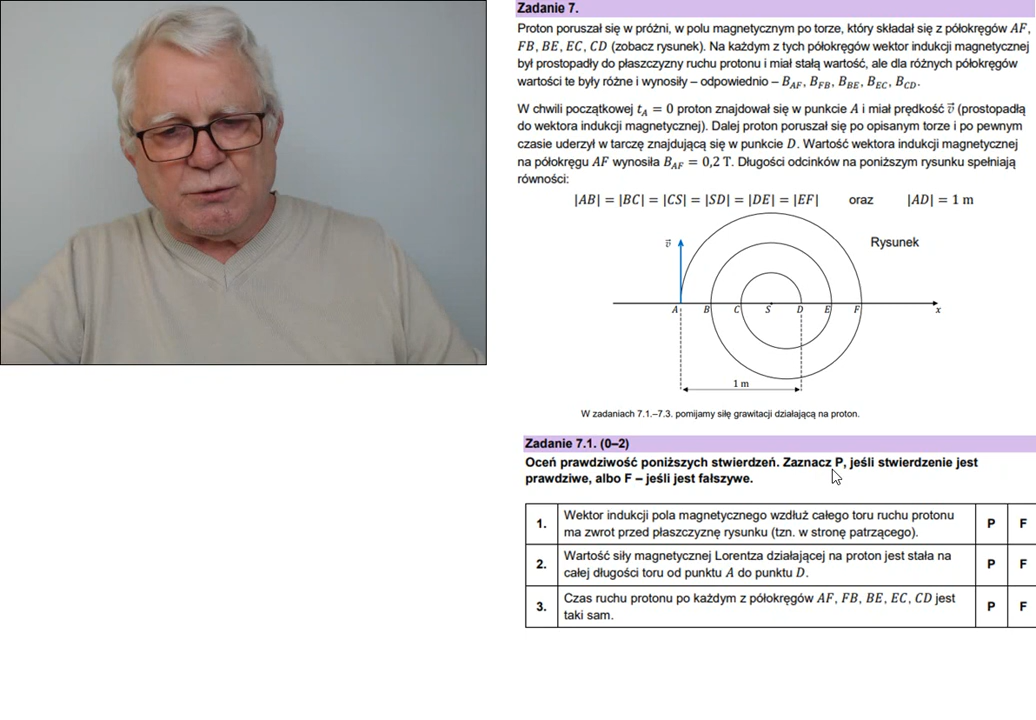 Zadanie 7.
Proton poruszał się w próżni, w polu magnetycznym po torze, który składał się z półokręgów AF,
FB, BE, EC, CD (zobacz rysunek). Na każdym z tych półokręgów wektor indukcji magnetycznej
był prostopadły do płaszczyzny ruchu protonu i miał stałą wartość, ale dla różnych półokręgów
wartości te były różne i wynosiły – odpowiednio – B_AF, B_FB, B_BE, B_EC, B_CD.
W chwili początkowej t_A = 0 proton znajdował się w punkcie A i miał prędkość v⃗ (prostopadłą
do wektora indukcji magnetycznej). Dalej proton poruszał się po opisanym torze i po pewnym
czasie uderzył w tarczę znajdującą się w punkcie D. Wartość wektora indukcji magnetycznej
na półokręgu AF wynosiła B_AF = 0,2 T. Długości odcinków na poniższym rysunku spełniają
równości:
|AB| = |BC| = |CS| = |SD| = |DE| = |EF| oraz |AD| = 1 m
Rysunek
v⃗
A B C S D E F x
1 m
W zadaniach 7.1.–7.3. pomijamy siłę grawitacji działającą na proton.
Zadanie 7.1. (0–2)
Oceń prawdziwość poniższych stwierdzeń. Zaznacz P, jeśli stwierdzenie jest
prawdziwe, albo F – jeśli jest fałszywe.
1. Wektor indukcji pola magnetycznego wzdłuż całego toru ruchu protonu P F
ma zwrot przed płaszczyznę rysunku (tzn. w stronę patrzącego).
2. Wartość siły magnetycznej Lorentza działającej na proton jest stała na P F
całej długości toru od punktu A do punktu D.
3. Czas ruchu protonu po każdym z półokręgów AF, FB, BE, EC, CD jest P F
taki sam.